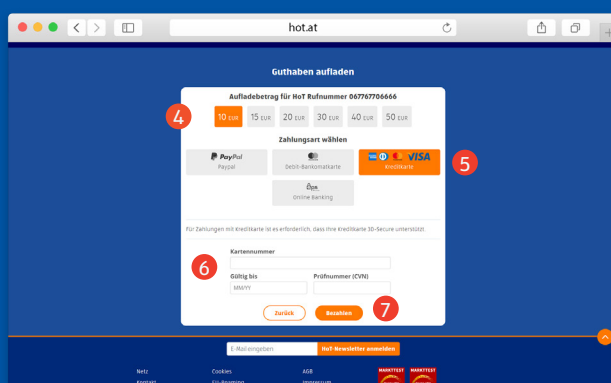 hot.at
Guthaben aufladen
Aufladebetrag für HoT Rufnummer 067767706666
4
10 EUR 15 EUR 20 EUR 30 EUR 40 EUR 50 EUR
Zahlungsart wählen
PayPal
Paypal
Debit-Bankomatkarte
VISA
Kreditkarte
5
eps
Online Banking
Für Zahlungen mit Kreditkarte ist es erforderlich, dass ihre Kreditkarte 3D-Secure unterstützt.
6
Kartennummer
Gültig bis Prüfnummer (CVN)
MM/YY
Zurück Bezahlen
7
E-Mail eingeben HoT-Newsletter anmelden
Netz Cookies AGB
MARKTTEST MARKTTEST
Kontakt EU-Roaming Impressum